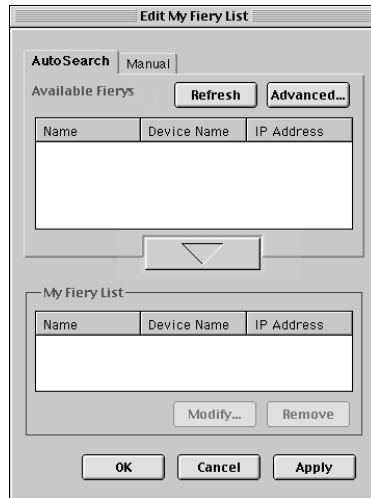 Edit My Fiery List
AutoSearch Manual
Available Fierys Refresh Advanced...
Name Device Name IP Address
My Fiery List
Name Device Name IP Address
Modify... Remove
OK Cancel Apply